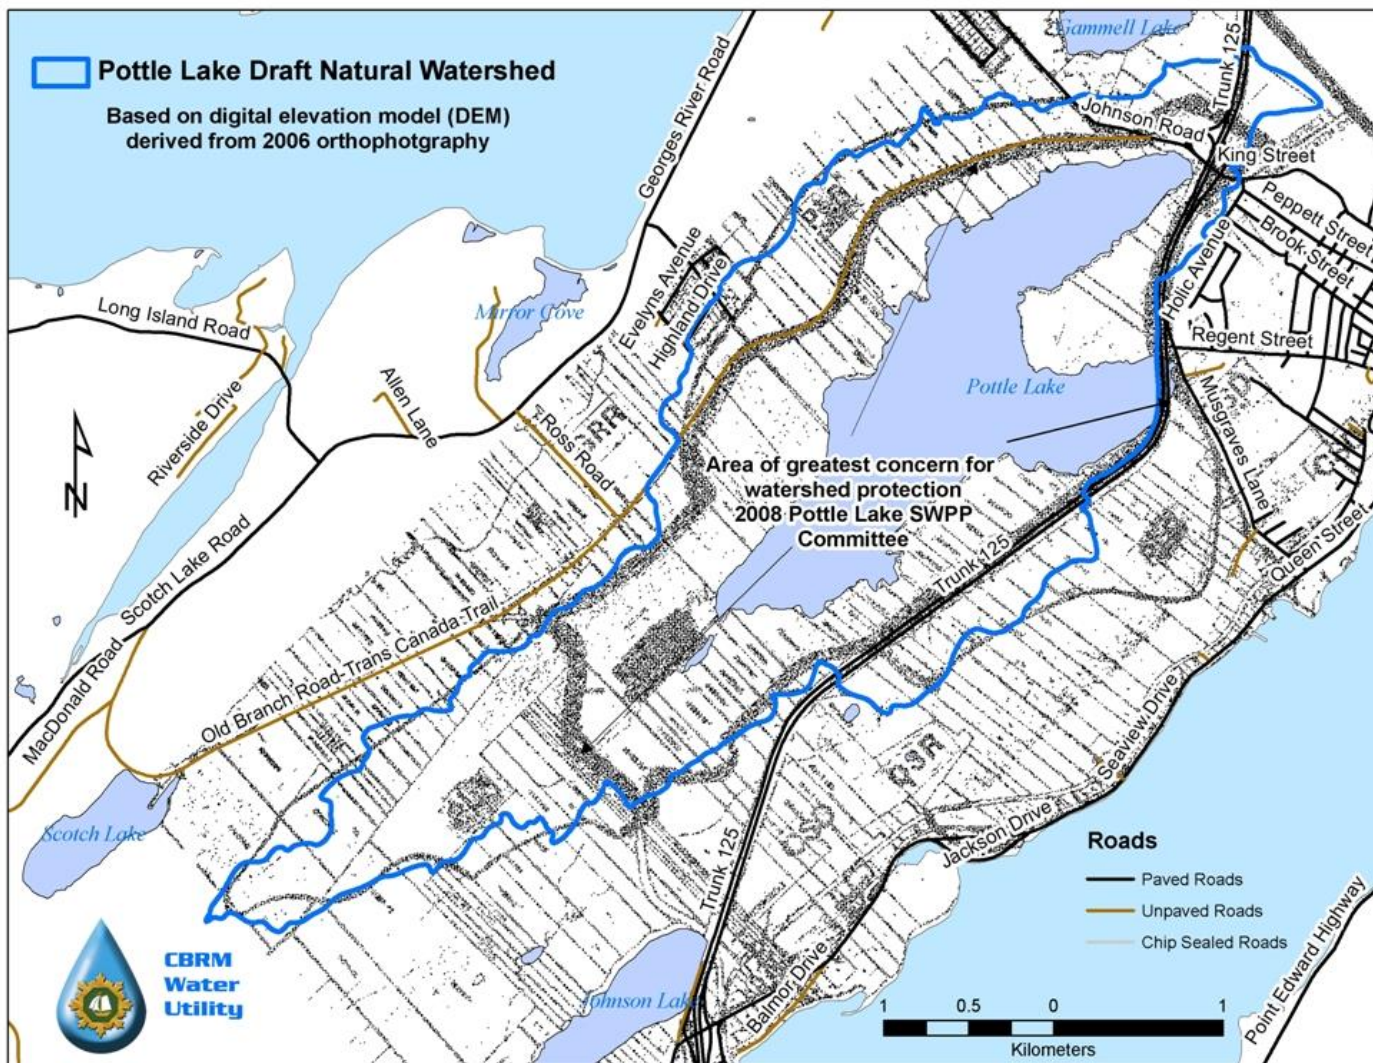 Pottle Lake Draft Natural Watershed
Based on digital elevation model (DEM)
derived from 2006 orthophotgraphy
Gammell Lake
Trunk 125
Georges River Road
Johnson Road
King Street
Peppett Street
Brook Street
Holic Avenue
Regent Street
Evelyns Avenue
Highland Drive
Long Island Road
Mirror Cove
Pottle Lake
Allen Lane
Riverside Drive
Ross Road
Musgraves Lane
Area of greatest concern for
watershed protection
2008 Pottle Lake SWPP
Committee
N
Scotch Lake Road
Trunk 125
Queen Street
MacDonald Road
Old Branch Road-Trans Canada-Trail
Seaview Drive
Scotch Lake
Jackson Drive
Trunk 125
Roads
Paved Roads
Unpaved Roads
Chip Sealed Roads
CBRM
Water
Utility
Johnson Lake
Balmor Drive
Point Edward Highway
1 0.5 0 1
Kilometers